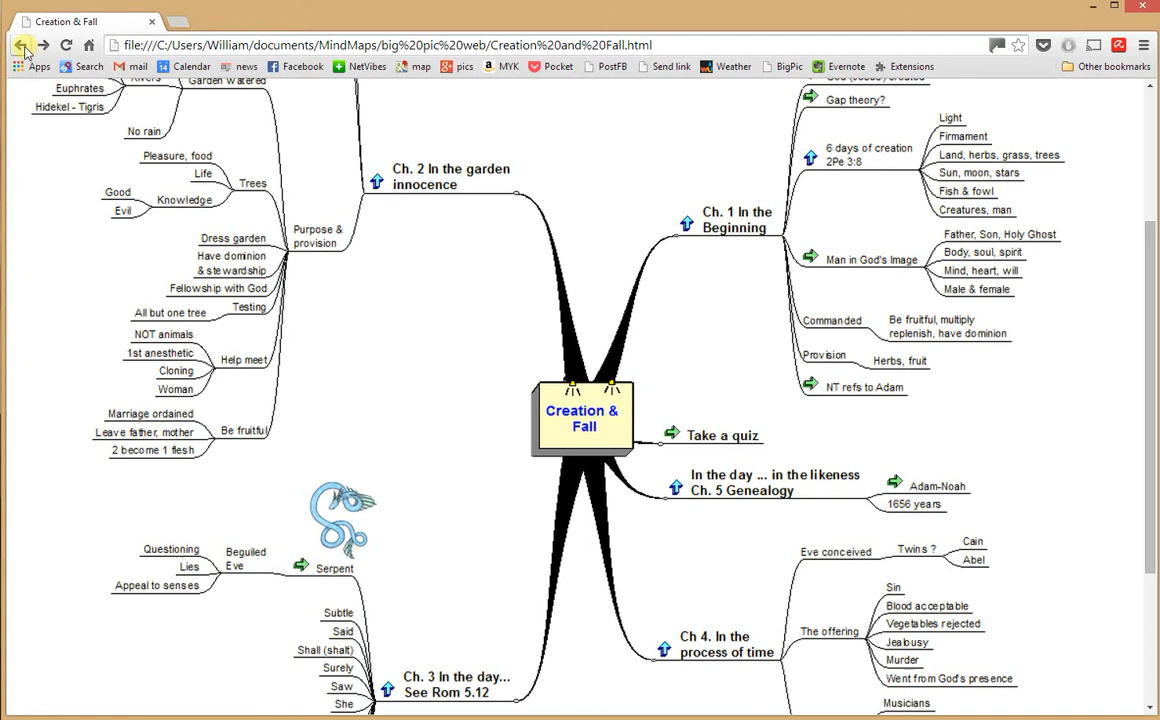 Creation & Fall
file:///C:/Users/William/documents/MindMaps/big%20pic%20web/Creation%20and%20Fall.html
Apps
Search
mail
14
Calendar
news
Facebook
NetVibes
map
pics
MYK
Pocket
PostFB
Send link
Weather
BigPic
Evernote
Extensions
Other bookmarks
Euphrates
Hidekel - Tigris
No rain
Garden watered
Pleasure, food
Life
Trees
Good
Evil
Knowledge
Purpose &
provision
Dress garden
Have dominion
& stewardship
Fellowship with God
All but one tree
Testing
NOT animals
1st anesthetic
Cloning
Woman
Help meet
Marriage ordained
Leave father, mother
2 become 1 flesh
Be fruitful
Ch. 2 In the garden
innocence
Ch. 1 In the
Beginning
Gap theory?
6 days of creation
2Pe 3:8
Light
Firmament
Land, herbs, grass, trees
Sun, moon, stars
Fish & fowl
Creatures, man
Man in God's Image
Father, Son, Holy Ghost
Body, soul, spirit
Mind, heart, will
Male & female
Commanded
Be fruitful, multiply
replenish, have dominion
Provision
Herbs, fruit
NT refs to Adam
Creation &
Fall
Take a quiz
In the day ... in the likeness
Ch. 5 Genealogy
Adam-Noah
1656 years
Questioning
Lies
Appeal to senses
Beguiled
Eve
Serpent
Subtle
Said
Shall (shalt)
Surely
Saw
She
Ch. 3 In the day...
See Rom 5.12
Ch 4. In the
process of time
Eve conceived
Twins ?
Cain
Abel
The offering
Sin
Blood acceptable
Vegetables rejected
Jealousy
Murder
Went from God's presence
Musicians